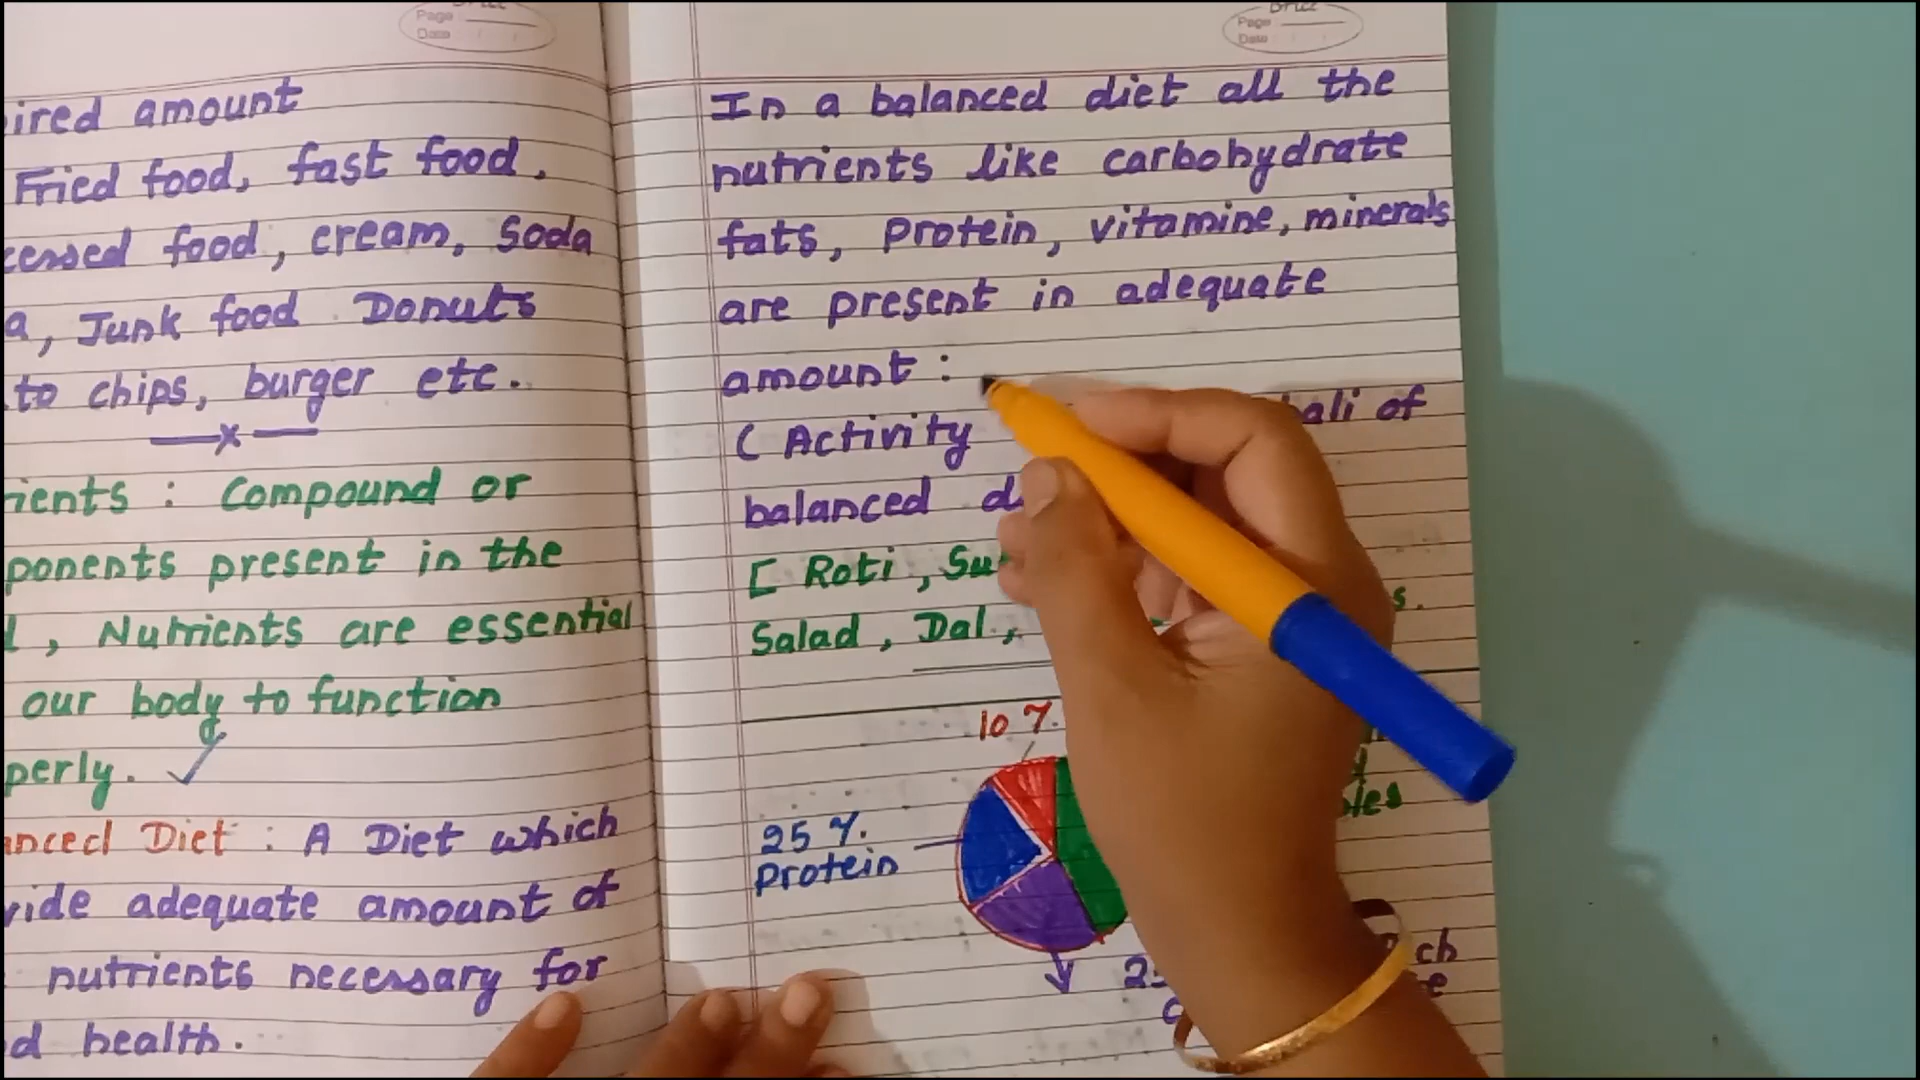 Page
Date
ired amount
Fried food, fast food,
cessed food, cream, Soda
a, Junk food Donuts
to chips, burger etc.
rients : Compound or
ponents present in the
, Nutrients are essential
our body to function
perly.
anced Diet : A Diet which
vide adequate amount of
nutrients necessary for
d health.
Page
Date
In a balanced diet all the
nutrients like carbohydrate
fats, Protein, vitamine, minerals
are present in adequate
amount :
( Activity
of
balanced
[ Roti ,
Salad , Dal ,
10 %.
25 %.
Protein